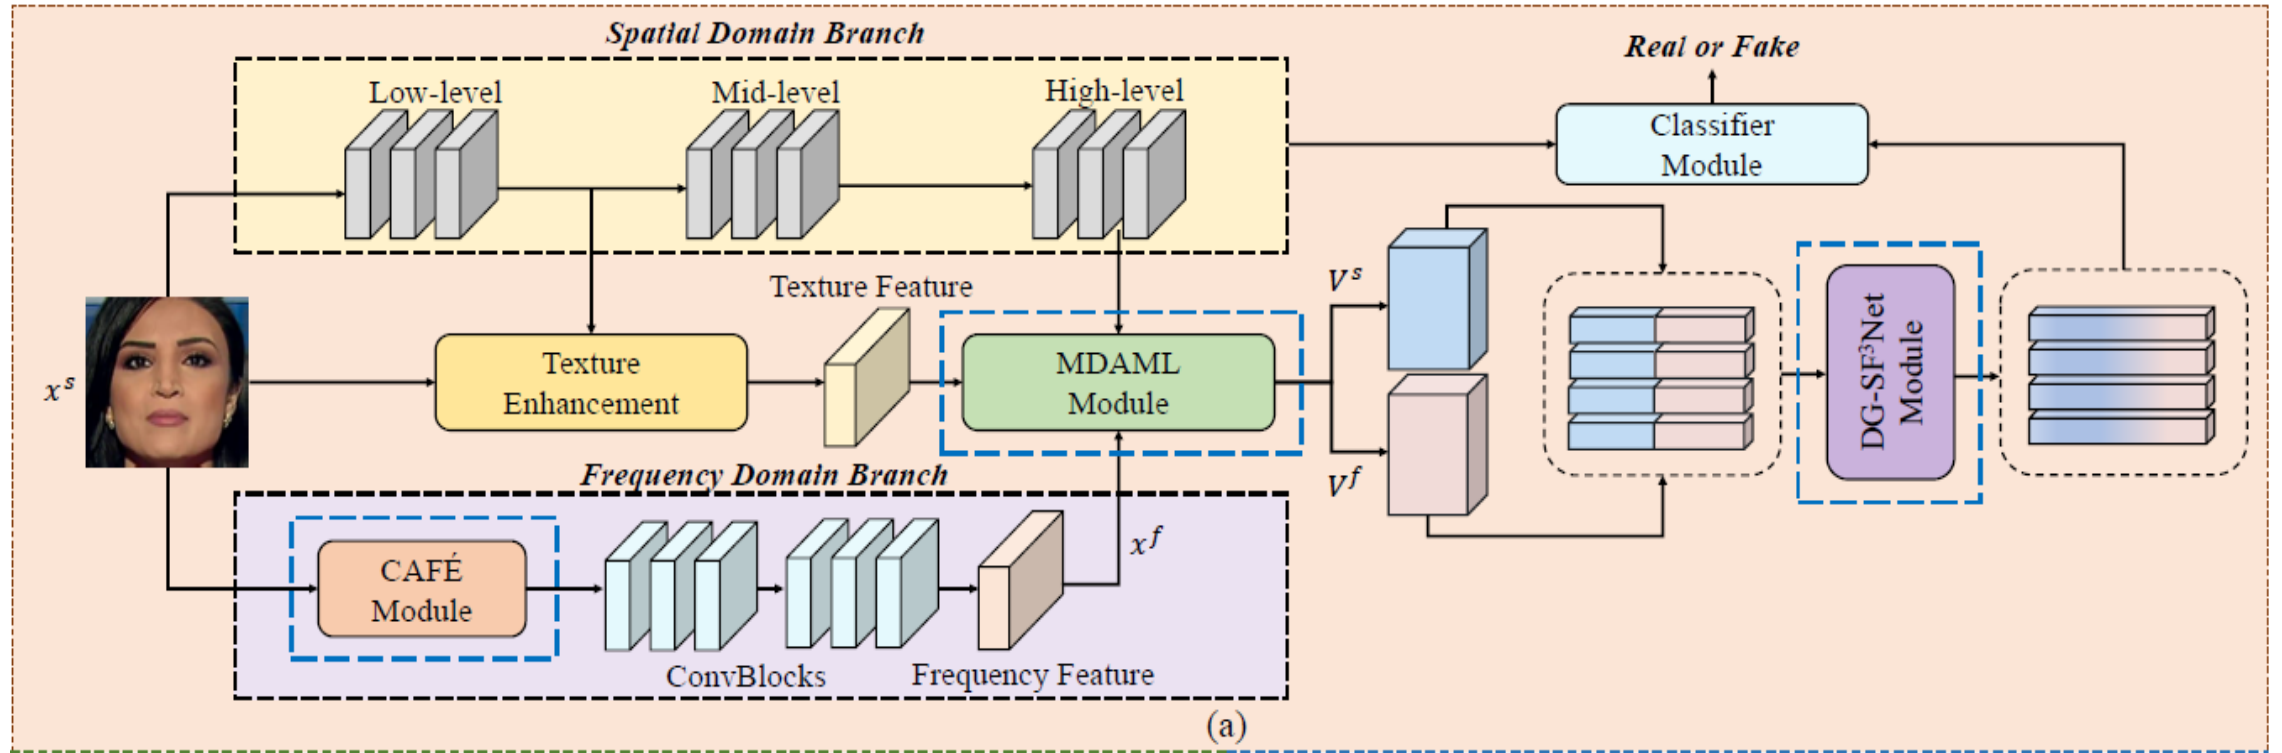 Spatial Domain Branch
Real or Fake
Low-level
Mid-level
High-level
Classifier
Module
Texture Feature
V^s
x^s
Texture
Enhancement
MDAML
Module
DG-SF³Net
Module
V^f
Frequency Domain Branch
x^f
CAFÉ
Module
ConvBlocks
Frequency Feature
(a)